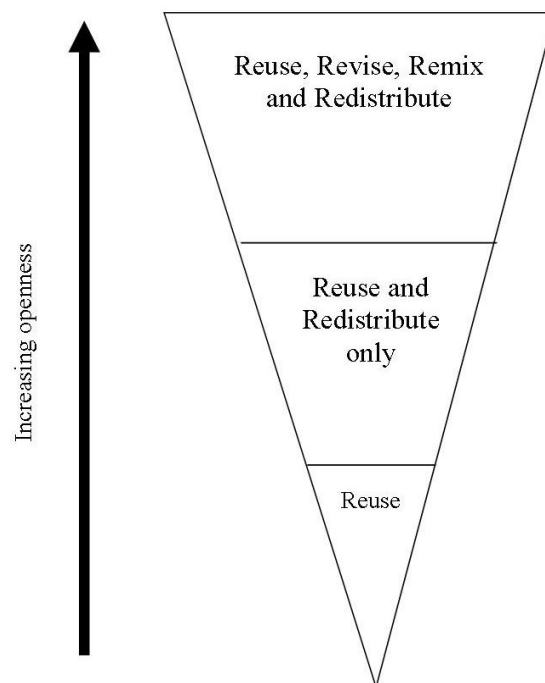 Reuse, Revise, Remix
and Redistribute
Reuse and
Redistribute
only
Reuse
Increasing openness